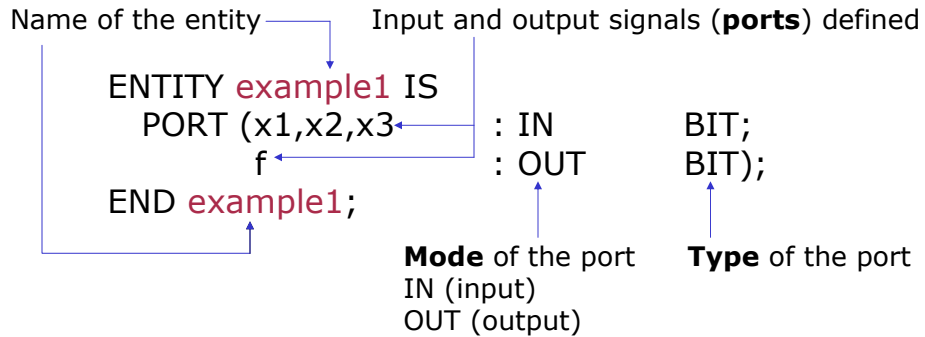 Name of the entity Input and output signals (ports) defined
ENTITY example1 IS
PORT (x1,x2,x3 : IN BIT;
f : OUT BIT);
END example1;
Mode of the port Type of the port
IN (input)
OUT (output)